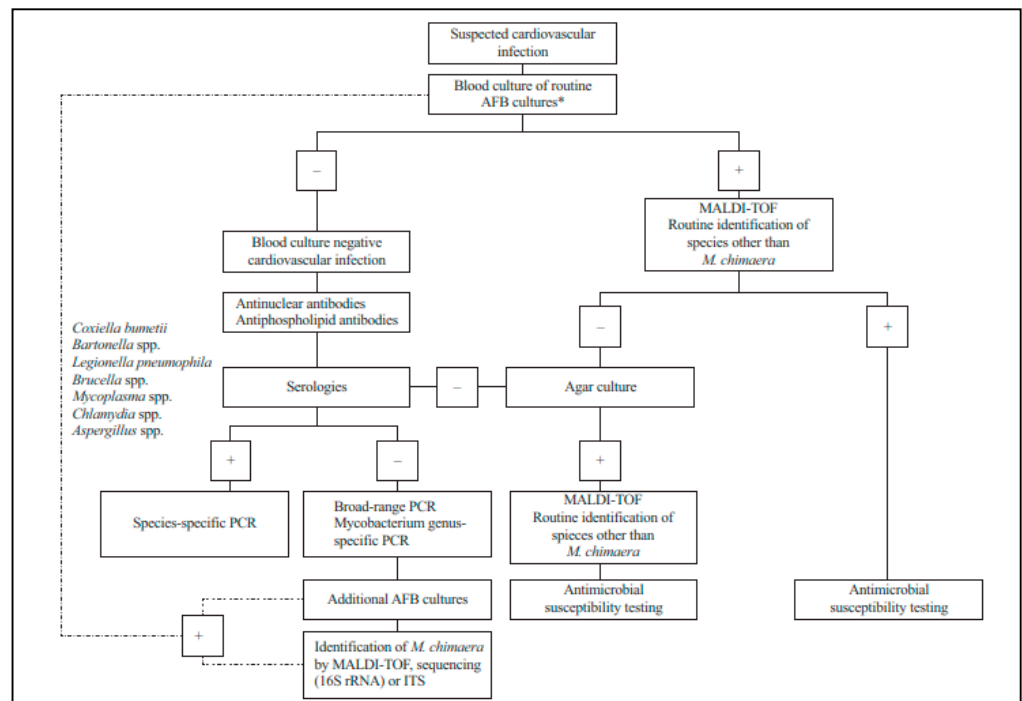 Suspected cardiovascular
infection
Blood culture of routine
AFB cultures*
–
+
MALDI-TOF
Routine identification of
species other than
M. chimaera
Blood culture negative
cardiovascular infection
Antinuclear antibodies
Antiphospholipid antibodies
–
+
Coxiella bumetii
Bartonella spp.
Legionella pneumophila
Brucella spp.
Mycoplasma spp.
Chlamydia spp.
Aspergillus spp.
Serologies
–
Agar culture
+
–
+
Species-specific PCR
Broad-range PCR
Mycobacterium genus-
specific PCR
MALDI-TOF
Routine identification of
spieces other than
M. chimaera
Additional AFB cultures
Antimicrobial
susceptibility testing
Antimicrobial
susceptibility testing
+
Identification of M. chimaera
by MALDI-TOF, sequencing
(16S rRNA) or ITS